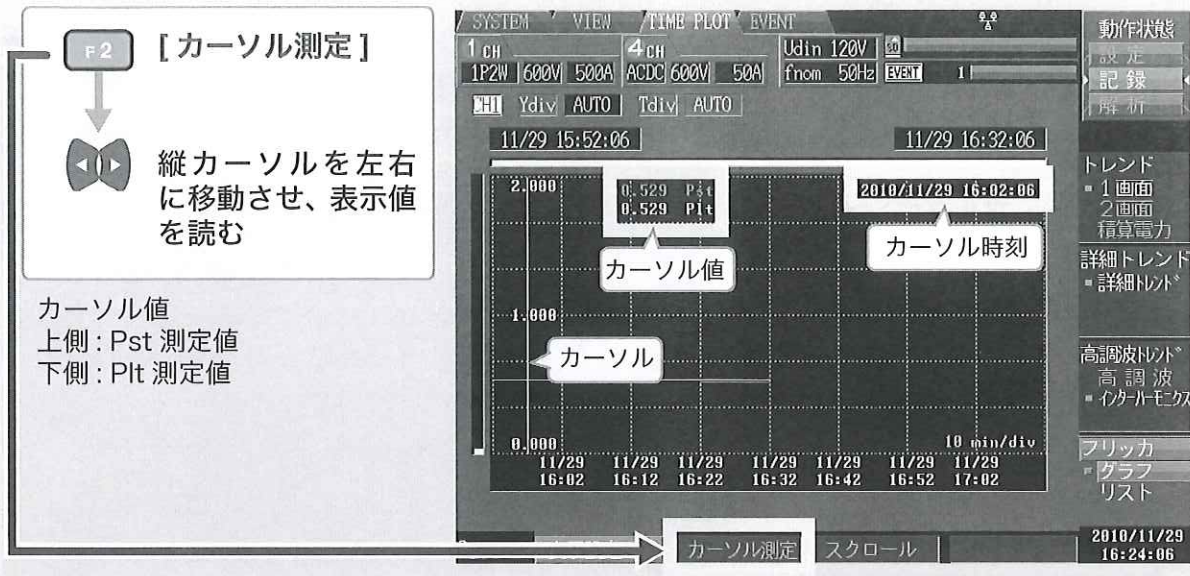 F2
[ カーソル測定 ]
縦カーソルを左右
に移動させ、表示値
を読む
カーソル値
上側 : Pst 測定値
下側 : Plt 測定値
SYSTEM VIEW TIME PLOT EVENT
1 CH 4 CH Udin 120V SD
1P2W 600V 500A ACDC 600V 50A fnom 50Hz EVENT 1
CH1 Ydiv AUTO Tdiv AUTO
11/29 15:52:06 11/29 16:32:06
2.000 0.529 Pst 2010/11/29 16:02:06
0.529 Plt
カーソル値 カーソル時刻
1.000
カーソル
0.000 10 min/div
11/29 11/29 11/29 11/29 11/29 11/29 11/29
16:02 16:12 16:22 16:32 16:42 16:52 17:02
カーソル測定 スクロール
動作状態
設 定
記 録
解 析
トレンド
1画面
2画面
積算電力
詳細トレンド
詳細トレンド
高調波トレンド
高 調 波
インターハーモニクス
フリッカ
グラフ
リスト
2010/11/29
16:24:06